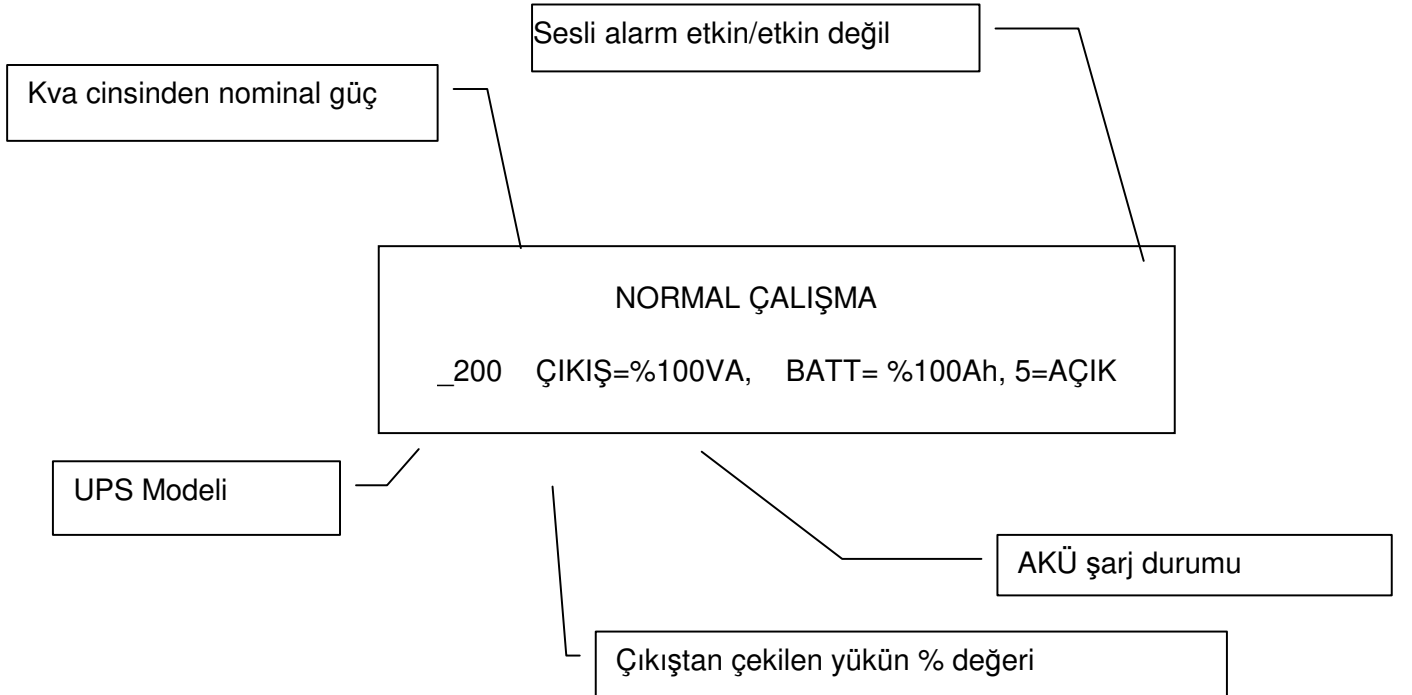 Sesli alarm etkin/etkin değil
Kva cinsinden nominal güç
NORMAL ÇALIŞMA
_200 ÇIKIŞ=%100VA, BATT= %100Ah, 5=AÇIK
UPS Modeli
AKÜ şarj durumu
Çıkıştan çekilen yükün % değeri